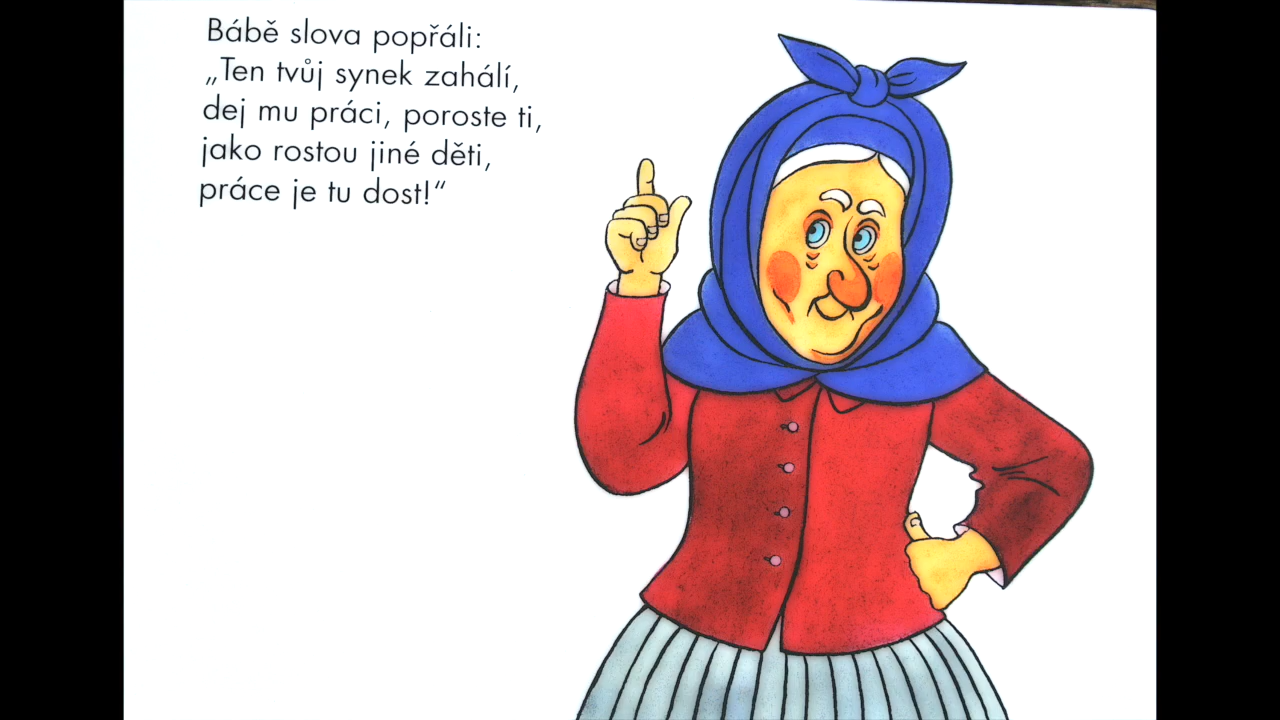 Bábě slova popřáli:
„Ten tvůj synek zahálí,
dej mu práci, poroste ti,
jako rostou jiné děti,
práce je tu dost!“